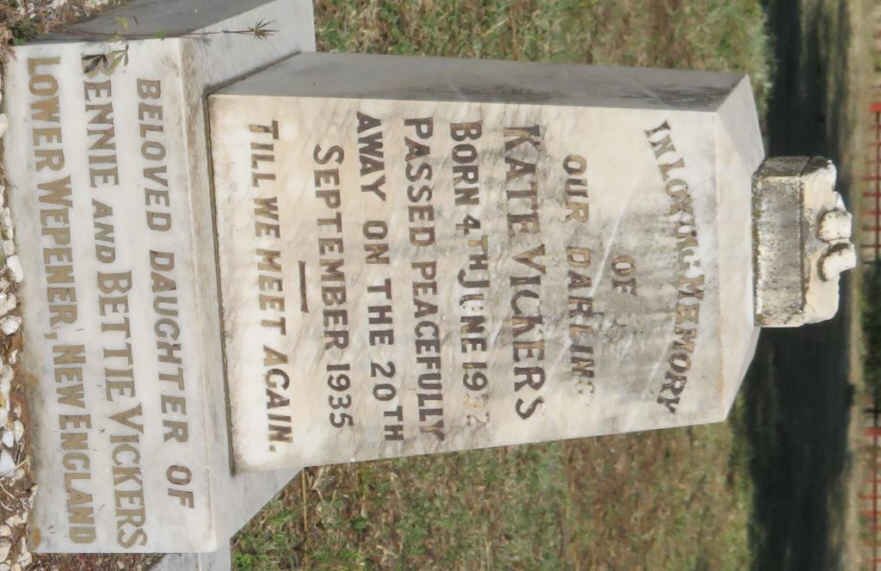 IN LOVING MEMORY
OF
OUR DARLING
KATE VICKERS
BORN 4TH JUNE
PASSED PEACEFULLY
AWAY ON THE 20TH
SEPTEMBER 1935
TILL WE MEET AGAIN.
BELOVED DAUGHTER OF
BENNIE AND BETTIE VICKERS
LOWER WEPENER, NEW ENGLAND